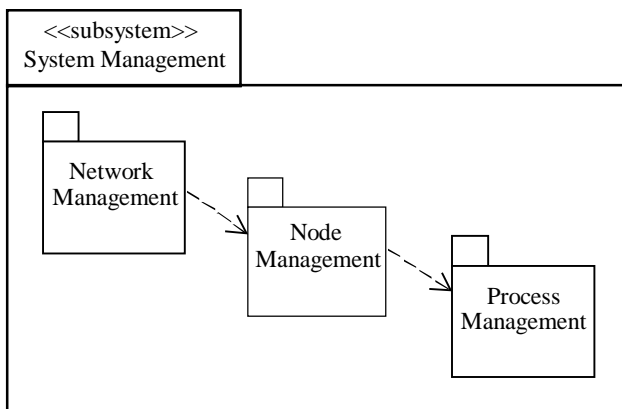 <<subsystem>>
System Management
Network
Management
Node
Management
Process
Management